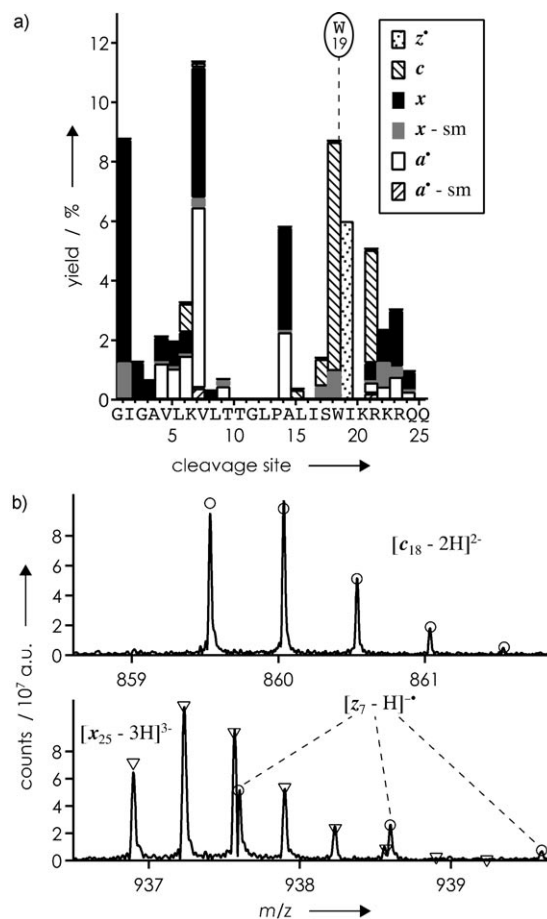 a)
W
19
12
10
8
6
4
2
0
yield / %
z•
c
x
x - sm
a•
a• - sm
GIGAVLKVLTTGLPALISWIKRKRQQ
5 10 15 20 25
cleavage site
b)
8
6
4
2
0
[c18 - 2H]2-
859 860 861
counts / 10^7 a.u.
[x25 - 3H]3-
[z7 - H]-•
8
6
4
2
0
937 938 939
m/z